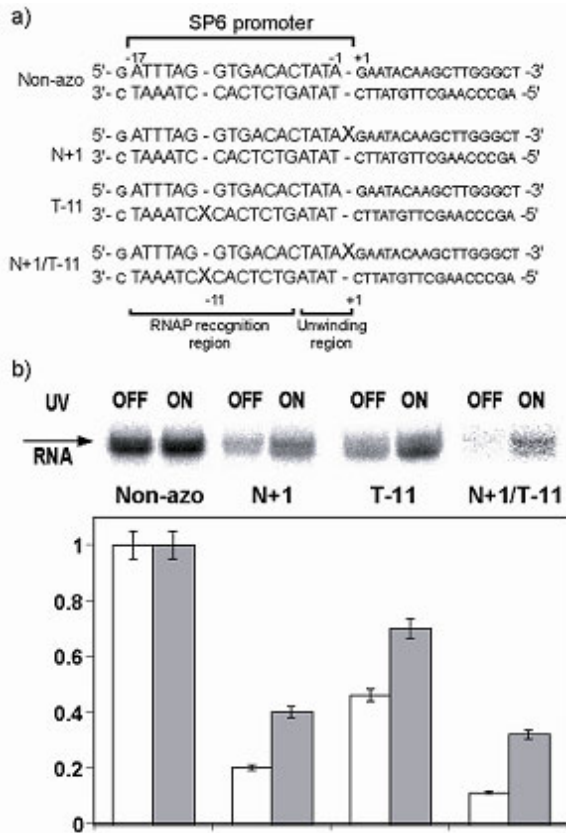 a)
SP6 promoter
-17 -1 +1
Non-azo 5'- GATTTAG - GTGACACTATA - GAATACAAGCTTGGGCT -3'
3'- C TAAATC - CACTCTGATAT - CTTATGTTCGAACCCGA -5'
N+1 5'- GATTTAG - GTGACACTATAXGAATACAAGCTTGGGCT -3'
3'- C TAAATC - CACTCTGATAT - CTTATGTTCGAACCCGA -5'
T-11 5'- GATTTAG - GTGACACTATA - GAATACAAGCTTGGGCT -3'
3'- C TAAATCXCACTCTGATAT - CTTATGTTCGAACCCGA -5'
N+1/T-11 5'- GATTTAG - GTGACACTATAXGAATACAAGCTTGGGCT -3'
3'- C TAAATCXCACTCTGATAT - CTTATGTTCGAACCCGA -5'
-11 +1
RNAP recognition region
Unwinding region
b)
UV OFF ON OFF ON OFF ON OFF ON
RNA
Non-azo N+1 T-11 N+1/T-11
1
0.8
0.6
0.4
0.2
0